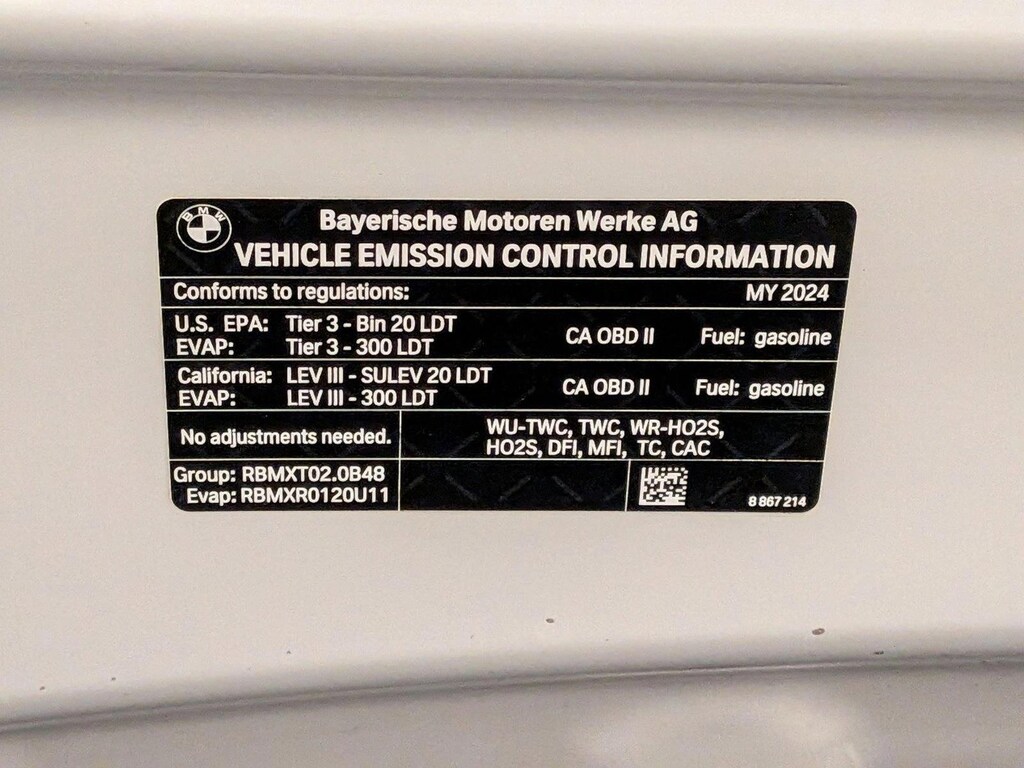 BMW
Bayerische Motoren Werke AG
VEHICLE EMISSION CONTROL INFORMATION
Conforms to regulations: MY 2024
U.S. EPA: Tier 3 - Bin 20 LDT
EVAP: Tier 3 - 300 LDT
CA OBD II Fuel: gasoline
California: LEV III - SULEV 20 LDT
EVAP: LEV III - 300 LDT
CA OBD II Fuel: gasoline
No adjustments needed.
WU-TWC, TWC, WR-HO2S,
HO2S, DFI, MFI, TC, CAC
Group: RBMXT02.0B48
Evap: RBMXR0120U11
8 867 214